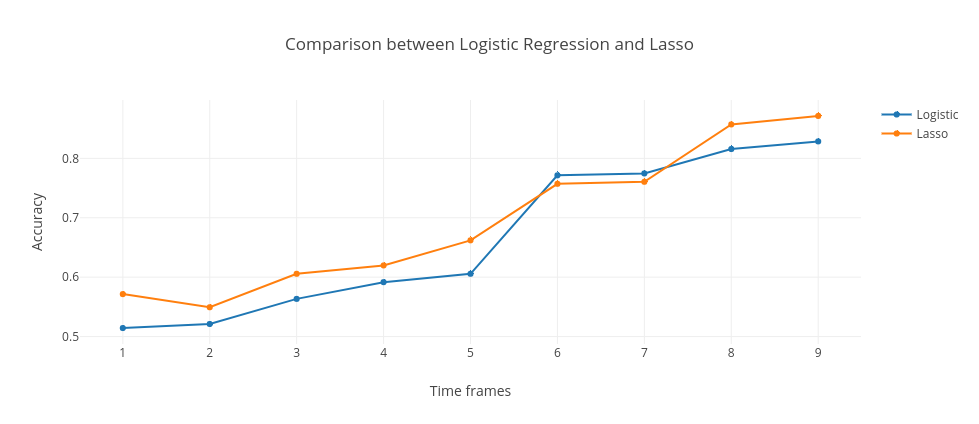 Comparison between Logistic Regression and Lasso
Logistic
Lasso
Accuracy
0.8
0.7
0.6
0.5
1 2 3 4 5 6 7 8 9
Time frames